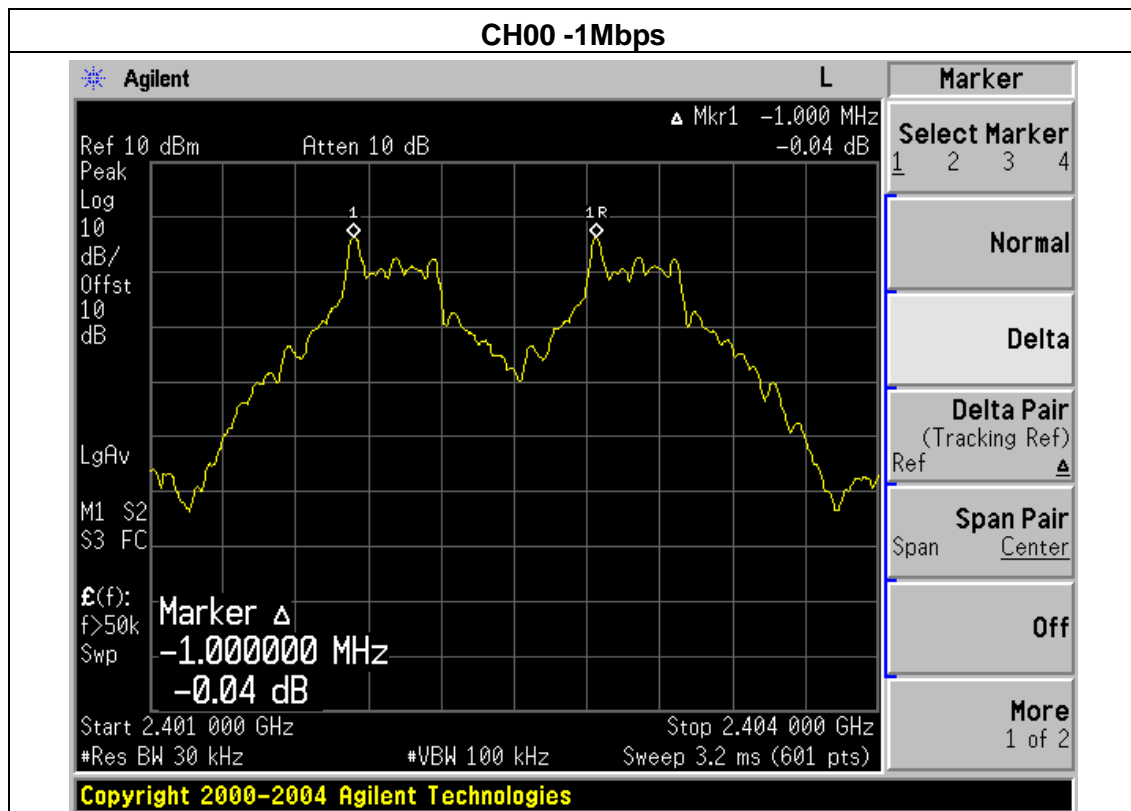 CH00 -1Mbps
Agilent L
Δ Mkr1 -1.000 MHz
Ref 10 dBm Atten 10 dB -0.04 dB
Peak
Log
10
dB/
Offst
10
dB
1
1R
LgAv
M1 S2
S3 FC
£(f):
f>50k
Swp
Marker Δ
-1.000000 MHz
-0.04 dB
Start 2.401 000 GHz Stop 2.404 000 GHz
#Res BW 30 kHz #VBW 100 kHz Sweep 3.2 ms (601 pts)
Marker
Select Marker
1 2 3 4
Normal
Delta
Delta Pair
(Tracking Ref)
Ref Δ
Span Pair
Span Center
Off
More
1 of 2
Copyright 2000-2004 Agilent Technologies